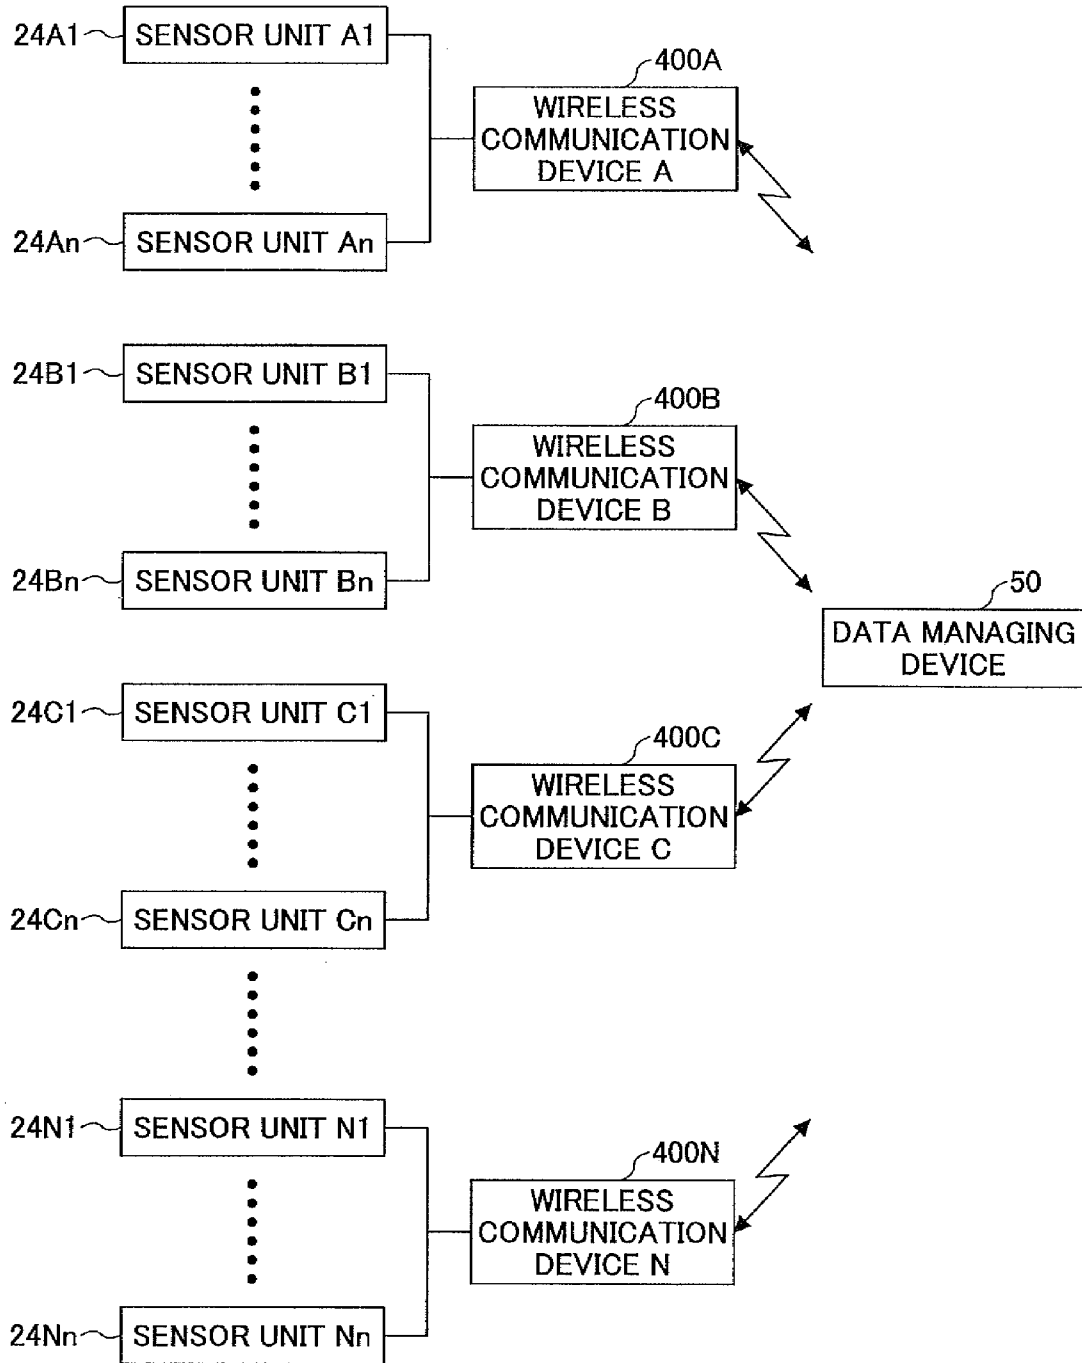 24A1
SENSOR UNIT A1
400A
WIRELESS
COMMUNICATION
DEVICE A
24An
SENSOR UNIT An
24B1
SENSOR UNIT B1
400B
WIRELESS
COMMUNICATION
DEVICE B
24Bn
SENSOR UNIT Bn
50
DATA MANAGING
DEVICE
24C1
SENSOR UNIT C1
400C
WIRELESS
COMMUNICATION
DEVICE C
24Cn
SENSOR UNIT Cn
24N1
SENSOR UNIT N1
400N
WIRELESS
COMMUNICATION
DEVICE N
24Nn
SENSOR UNIT Nn